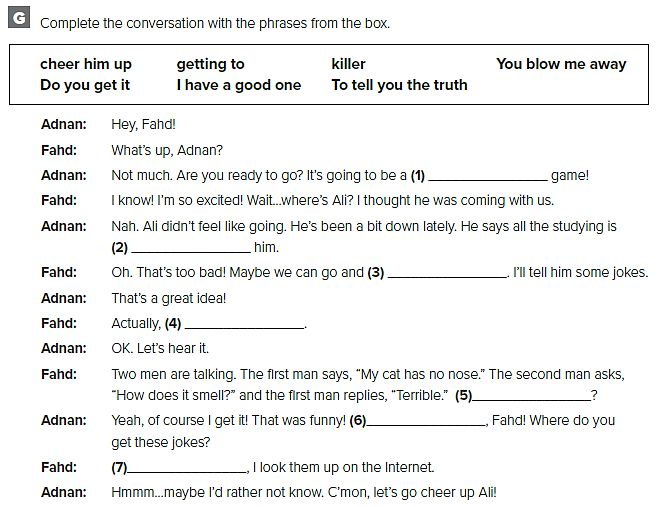 G Complete the conversation with the phrases from the box.
cheer him up getting to killer You blow me away
Do you get it I have a good one To tell you the truth
Adnan: Hey, Fahd!
Fahd: What's up, Adnan?
Adnan: Not much. Are you ready to go? It's going to be a (1) ________________ game!
Fahd: I know! I'm so excited! Wait...where's Ali? I thought he was coming with us.
Adnan: Nah. Ali didn't feel like going. He's been a bit down lately. He says all the studying is
(2) ________________ him.
Fahd: Oh. That's too bad! Maybe we can go and (3) ________________. I'll tell him some jokes.
Adnan: That's a great idea!
Fahd: Actually, (4) ________________.
Adnan: OK. Let's hear it.
Fahd: Two men are talking. The first man says, "My cat has no nose." The second man asks,
"How does it smell?" and the first man replies, "Terrible." (5)________________?
Adnan: Yeah, of course I get it! That was funny! (6)________________, Fahd! Where do you
get these jokes?
Fahd: (7)________________, I look them up on the Internet.
Adnan: Hmmm...maybe I'd rather not know. C'mon, let's go cheer up Ali!